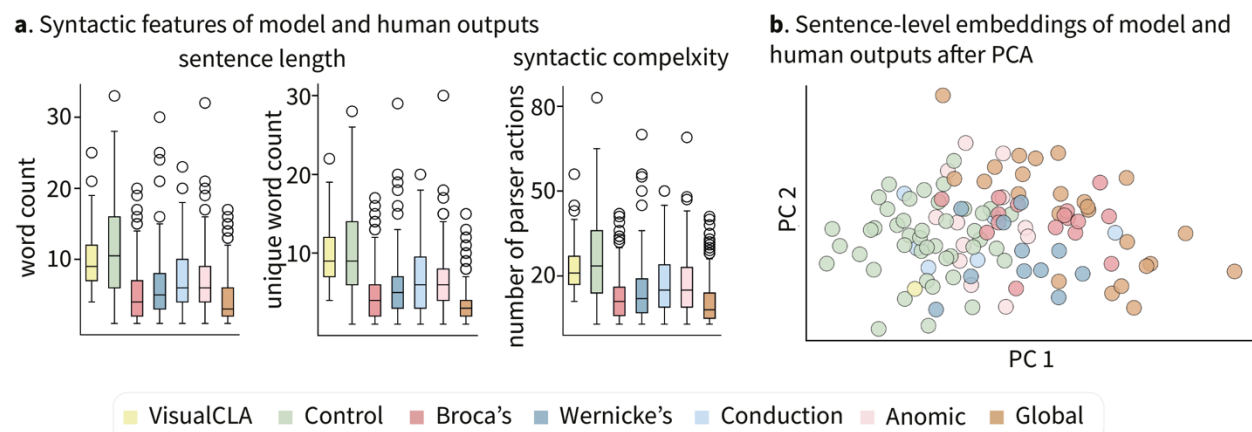 a. Syntactic features of model and human outputs
sentence length
syntactic compelxity
word count
30
20
10
unique word count
30
20
10
number of parser actions
80
50
20
b. Sentence-level embeddings of model and
human outputs after PCA
PC 2
PC 1
VisualCLA
Control
Broca's
Wernicke's
Conduction
Anomic
Global